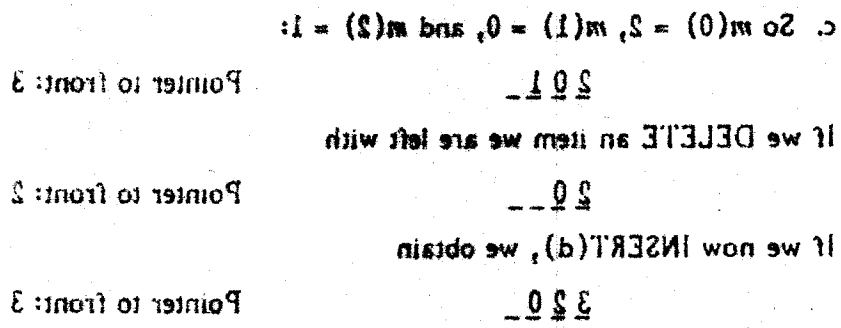 c. So m(0) = 2, m(1) = 0, and m(2) = 1:
2 0 1 _ Pointer to front: 3
If we DELETE an item we are left with
2 0 _ _ Pointer to front: 2
If we now INSERT(d), we obtain
3 2 0 _ Pointer to front: 3